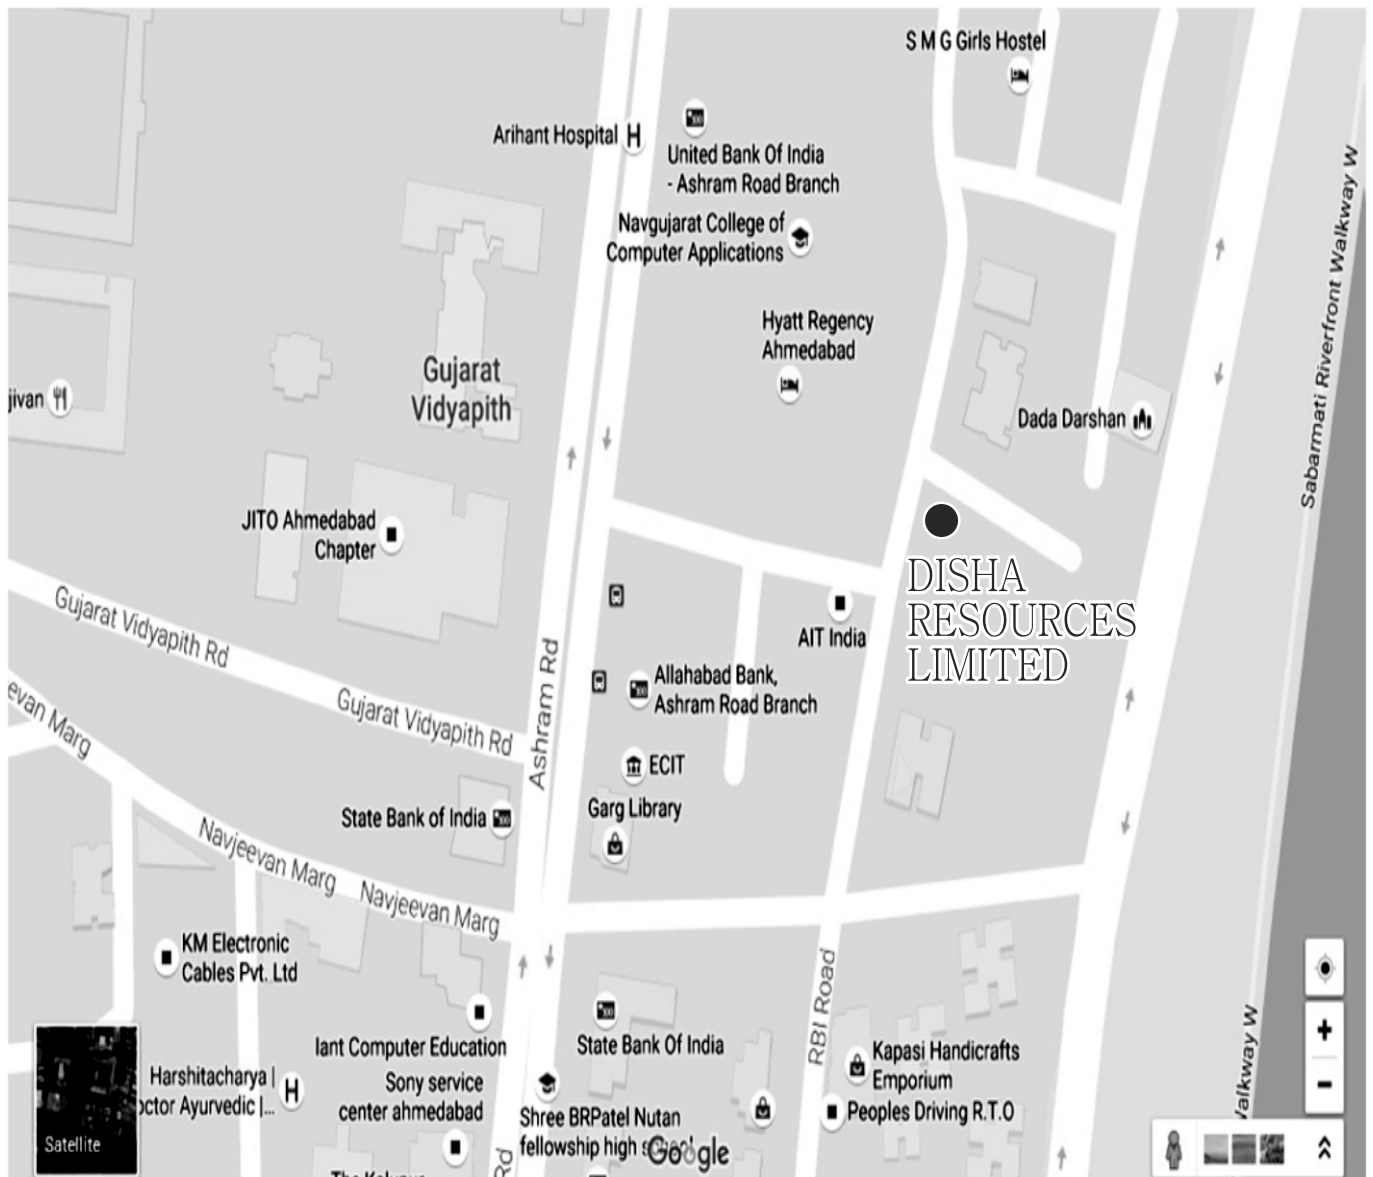 S M G Girls Hostel
Arihant Hospital
United Bank Of India
- Ashram Road Branch
Navgujarat College of
Computer Applications
Hyatt Regency
Ahmedabad
Gujarat
Vidyapith
jivan
Dada Darshan
Sabarmati Riverfront Walkway W
JITO Ahmedabad
Chapter
DISHA
RESOURCES
LIMITED
AIT India
Gujarat Vidyapith Rd
Gujarat Vidyapith Rd
Ashram Rd
Allahabad Bank,
Ashram Road Branch
evan Marg
ECIT
Garg Library
State Bank of India
Navjeevan Marg
Navjeevan Marg
KM Electronic
Cables Pvt. Ltd
RBI Road
State Bank Of India
Iant Computer Education
Kapasi Handicrafts
Emporium
Peoples Driving R.T.O
Harshitacharya |
octor Ayurvedic |...
Sony service
center ahmedabad
Shree BRPatel Nutan
fellowship high
Google
Walkway W
Rd
Satellite